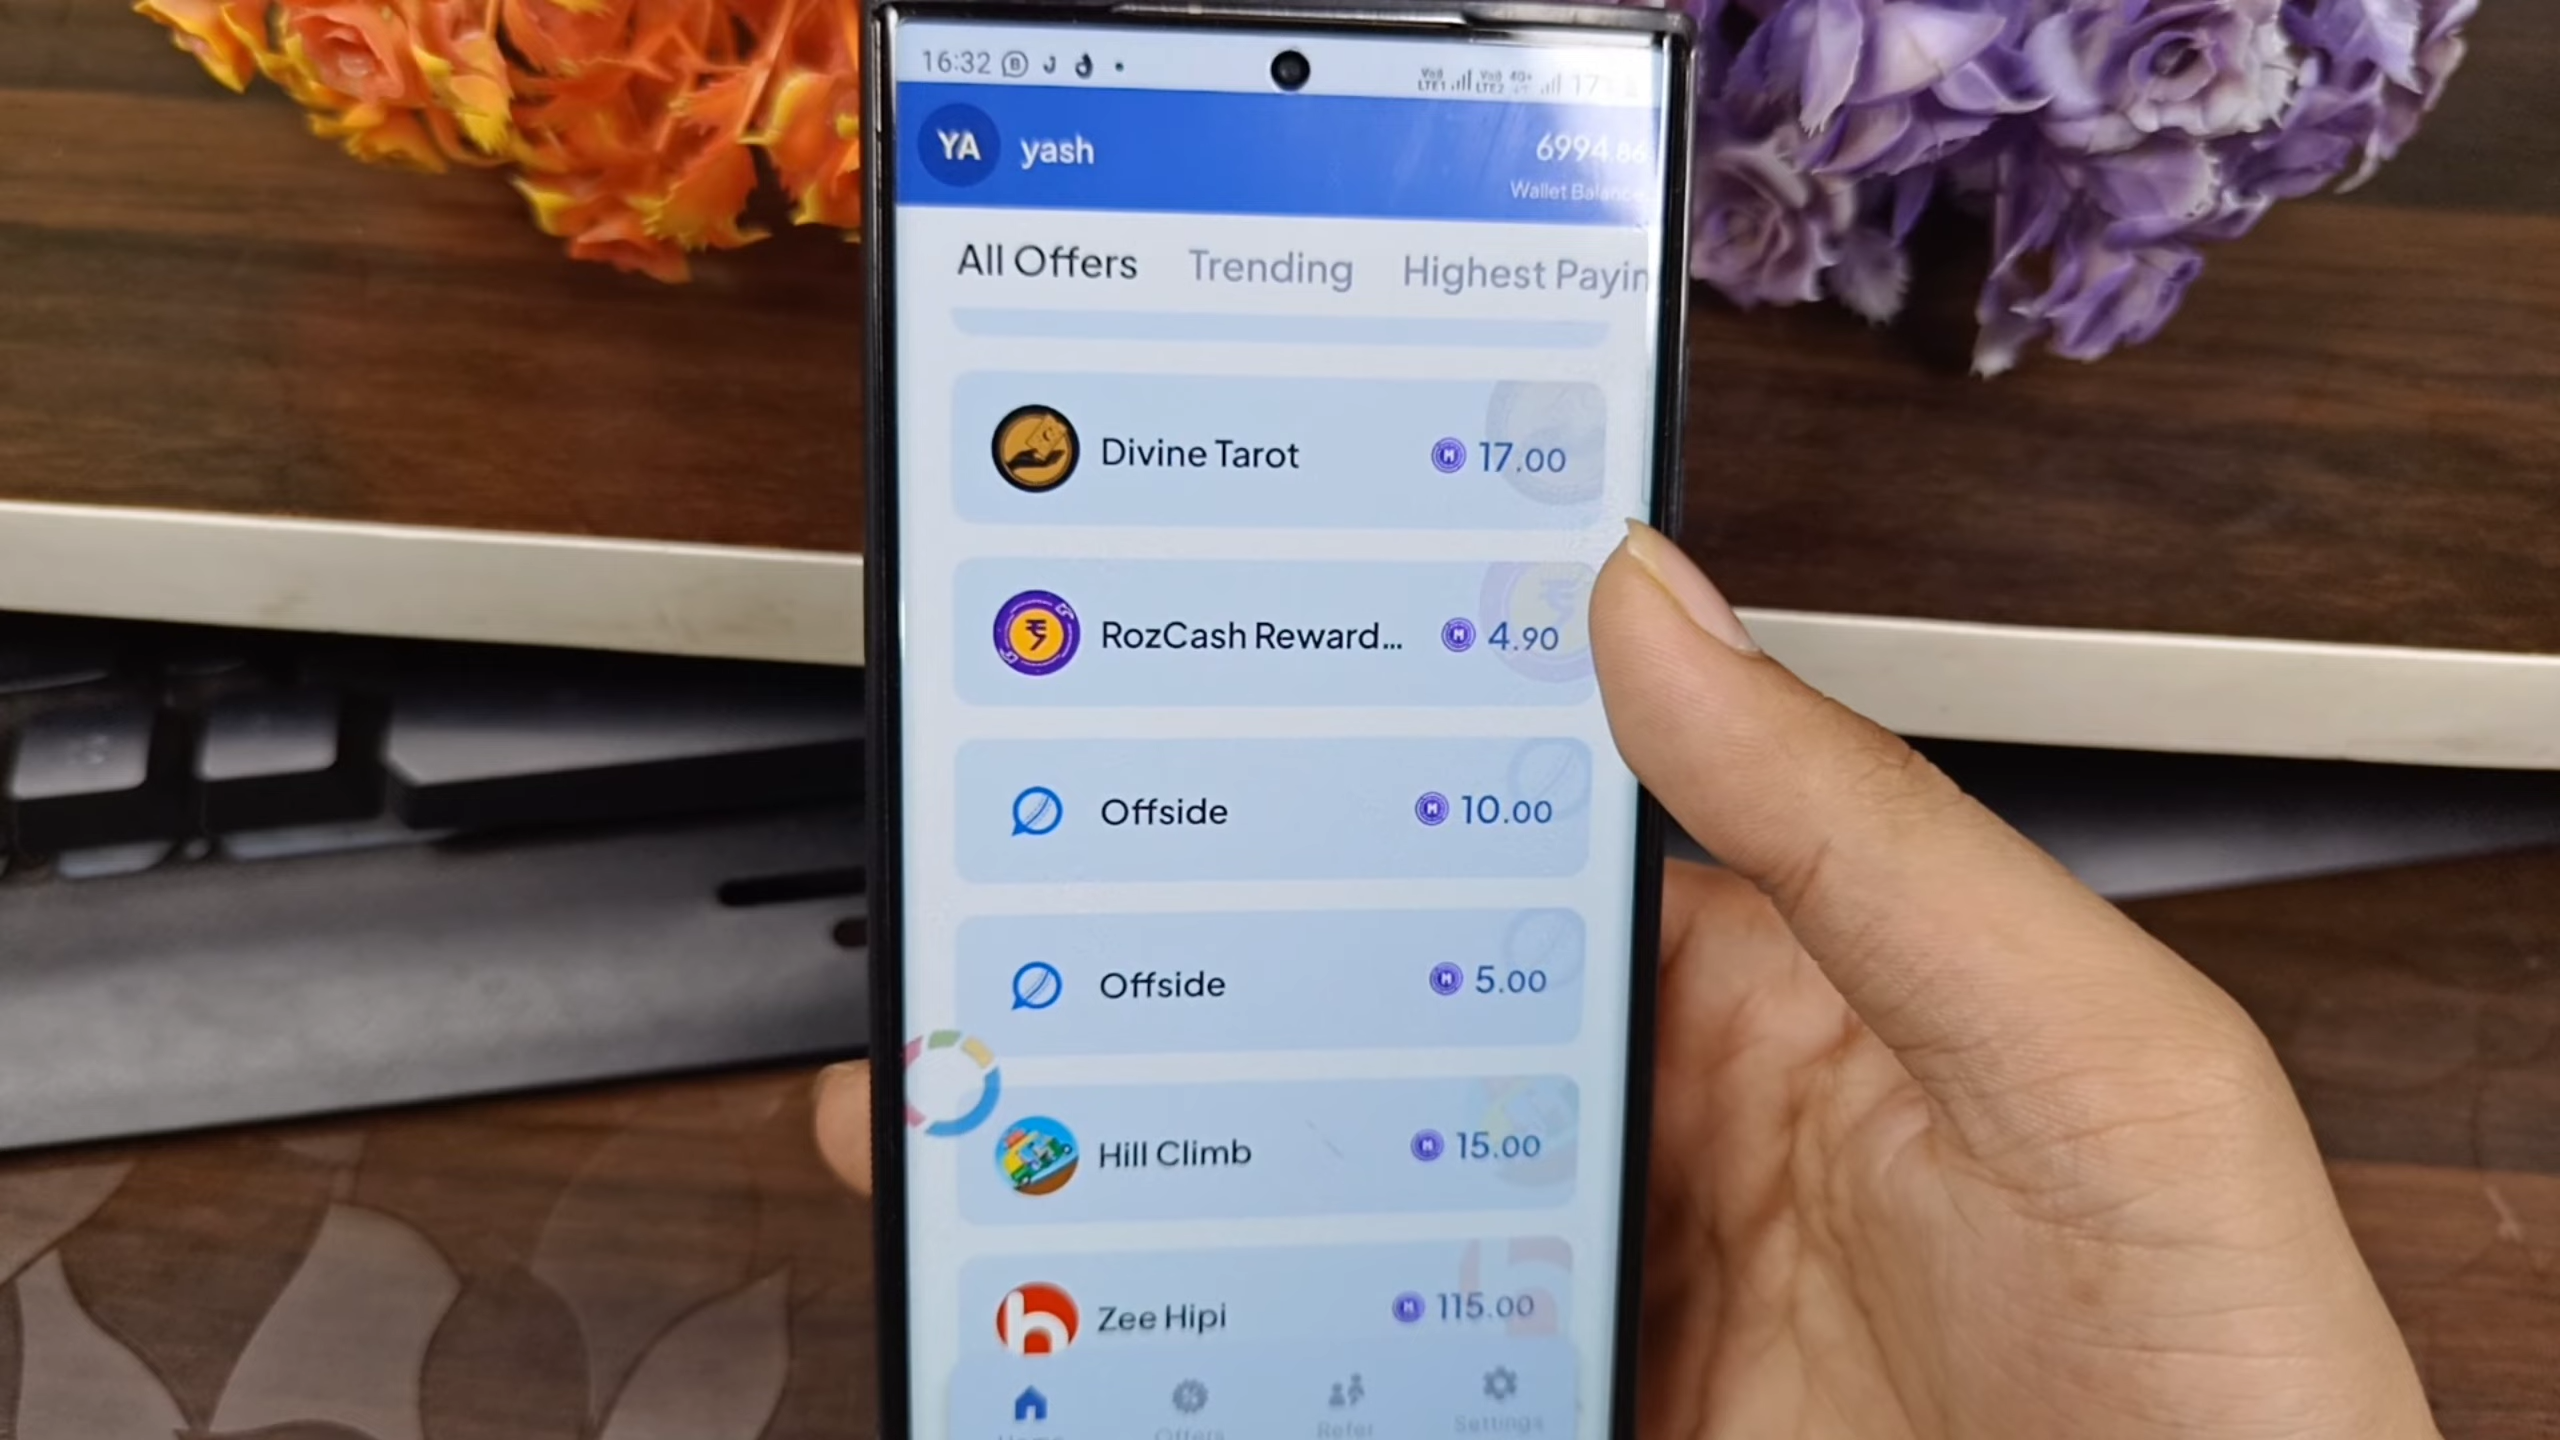 16:32
YA yash 6994.86
Wallet Balance
All Offers Trending Highest Payin
Divine Tarot 17.00
RozCash Reward... 4.90
Offside 10.00
Offside 5.00
Hill Climb 15.00
Zee Hipi 115.00
Home Offers Refer Settings